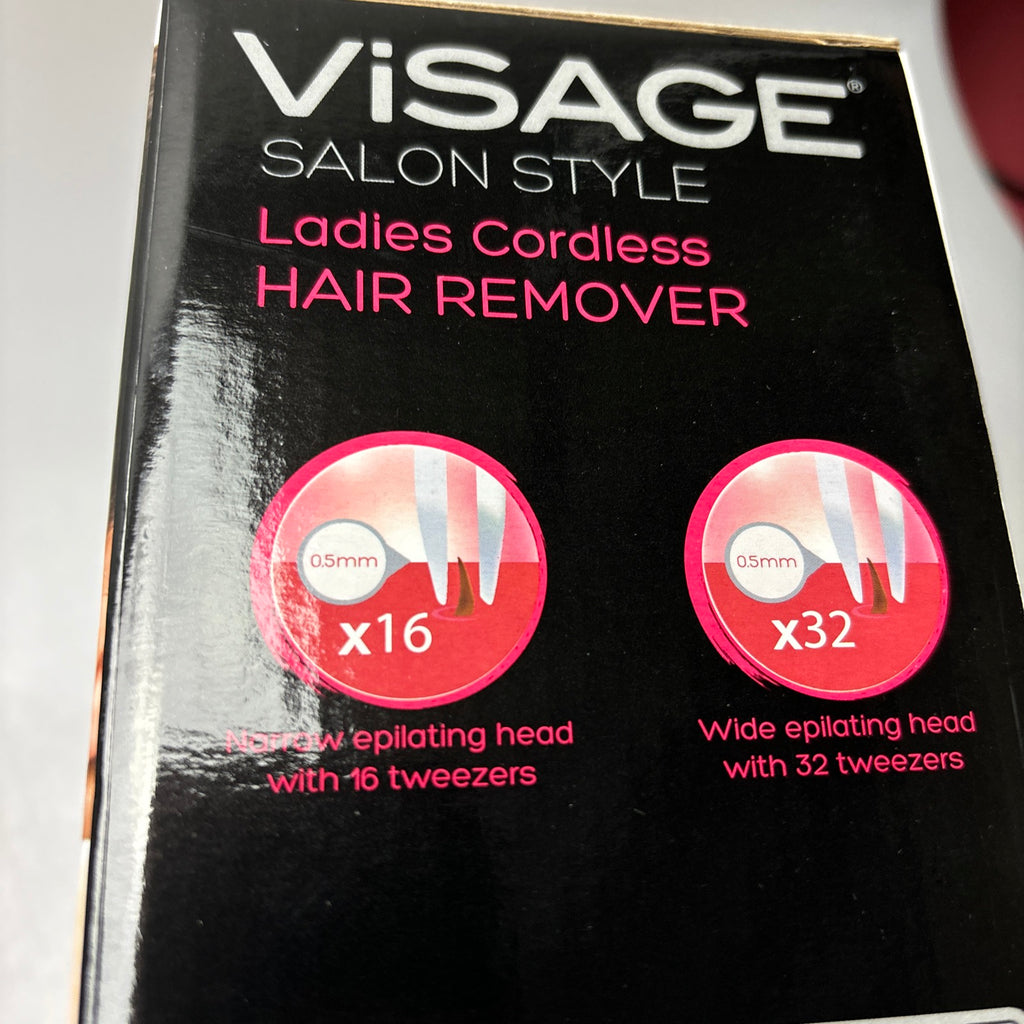 ViSAGE®
SALON STYLE
Ladies Cordless
HAIR REMOVER
0.5mm
x16
0.5mm
x32
Narrow epilating head
with 16 tweezers
Wide epilating head
with 32 tweezers